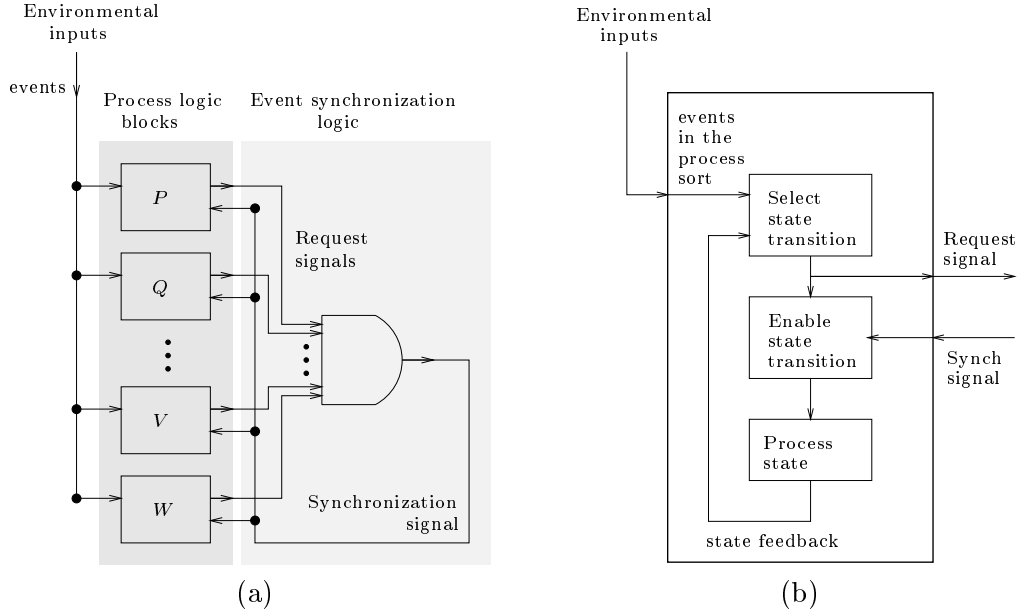 Environmental
inputs
events
Process logic
blocks
Event synchronization
logic
P
Q
V
W
Request
signals
Synchronization
signal
(a)
Environmental
inputs
events
in the
process
sort
Select
state
transition
Request
signal
Enable
state
transition
Synch
signal
Process
state
state feedback
(b)